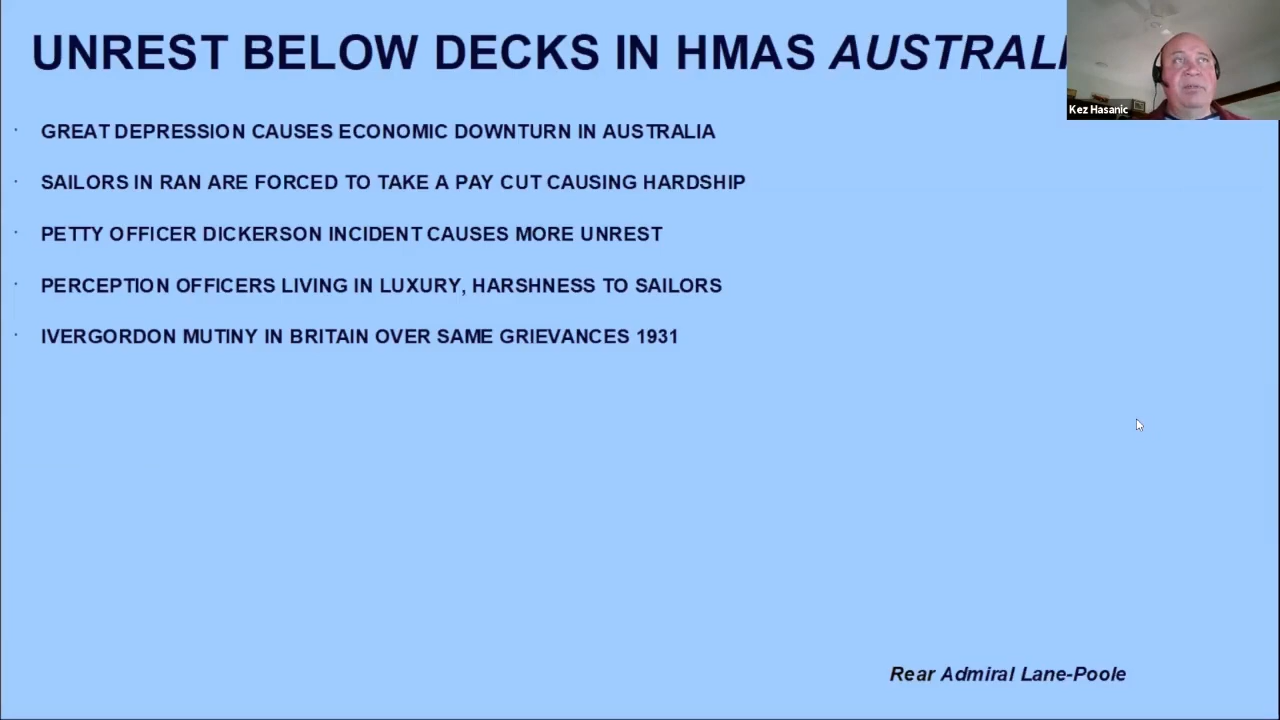 UNREST BELOW DECKS IN HMAS AUSTRALI
Kez Hasanic
GREAT DEPRESSION CAUSES ECONOMIC DOWNTURN IN AUSTRALIA
SAILORS IN RAN ARE FORCED TO TAKE A PAY CUT CAUSING HARDSHIP
PETTY OFFICER DICKERSON INCIDENT CAUSES MORE UNREST
PERCEPTION OFFICERS LIVING IN LUXURY, HARSHNESS TO SAILORS
IVERGORDON MUTINY IN BRITAIN OVER SAME GRIEVANCES 1931
Rear Admiral Lane-Poole